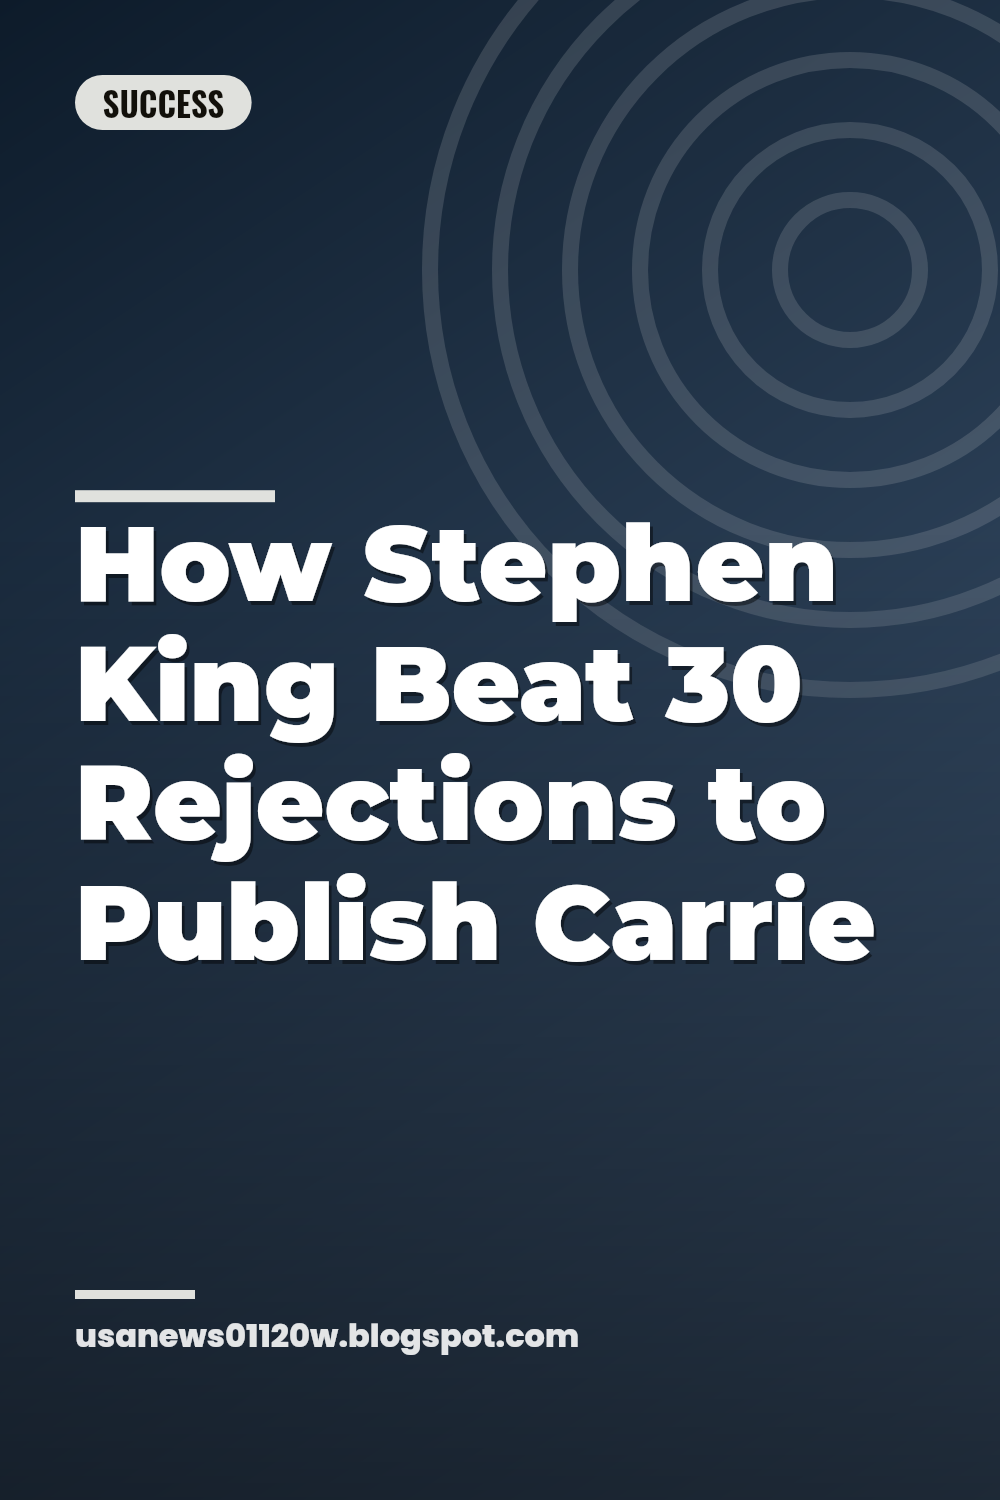 SUCCESS
How Stephen
King Beat 30
Rejections to
Publish Carrie
usanews01120w.blogspot.com